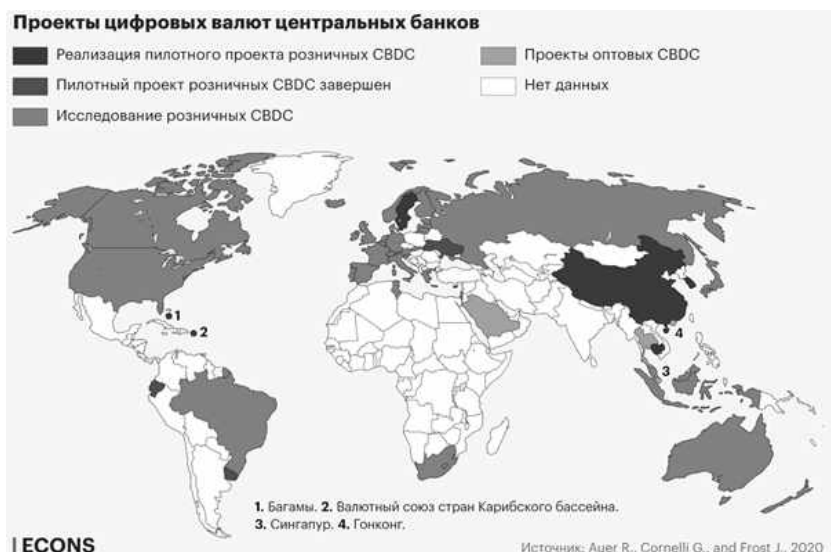 Проекты цифровых валют центральных банков
Реализация пилотного проекта розничных CBDC
Пилотный проект розничных CBDC завершен
Исследование розничных CBDC
Проекты оптовых CBDC
Нет данных
1
2
4
3
1. Багамы. 2. Валютный союз стран Карибского бассейна.
3. Сингапур. 4. Гонконг.
ECONS
Источник: Auer R., Cornelli G., and Frost J., 2020